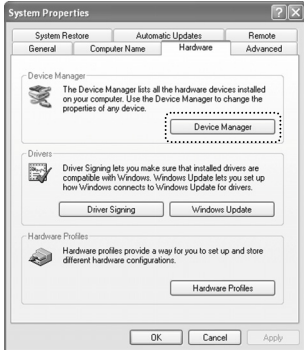 System Properties
System Restore Automatic Updates Remote
General Computer Name Hardware Advanced
Device Manager
The Device Manager lists all the hardware devices installed
on your computer. Use the Device Manager to change the
properties of any device.
Device Manager
Drivers
Driver Signing lets you make sure that installed drivers are
compatible with Windows. Windows Update lets you set up
how Windows connects to Windows Update for drivers.
Driver Signing Windows Update
Hardware Profiles
Hardware profiles provide a way for you to set up and store
different hardware configurations.
Hardware Profiles
OK Cancel Apply